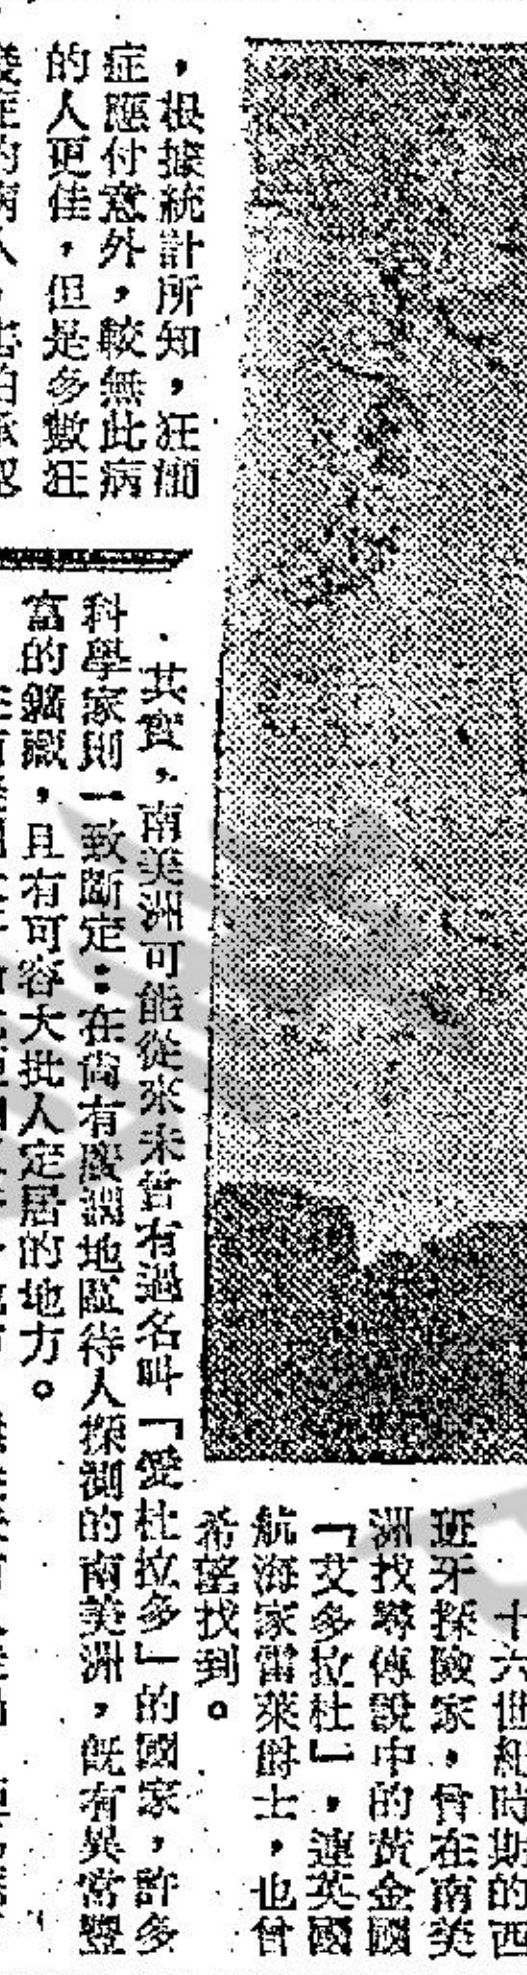 十六世紀時期的西
班牙探險家，曾在南美
洲找尋傳說中的黃金國
「艾多拉杜」，連英國
航海家雷萊爵士，也曾
希望找到。
其實，南美洲可能從來未曾有過名叫「愛杜拉多」的國家，許多
科學家則一致斷定：在尚有廣濶地區待人探測的南美洲，旣有異常豐
富的鑛藏，且有可容大批人定居的地方。
，根據統計所知，狂
症應付意外，較無此病
的人更佳，但是多數狂